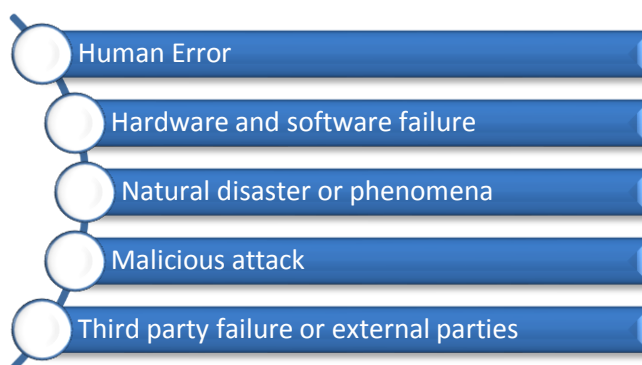 Human Error
Hardware and software failure
Natural disaster or phenomena
Malicious attack
Third party failure or external parties